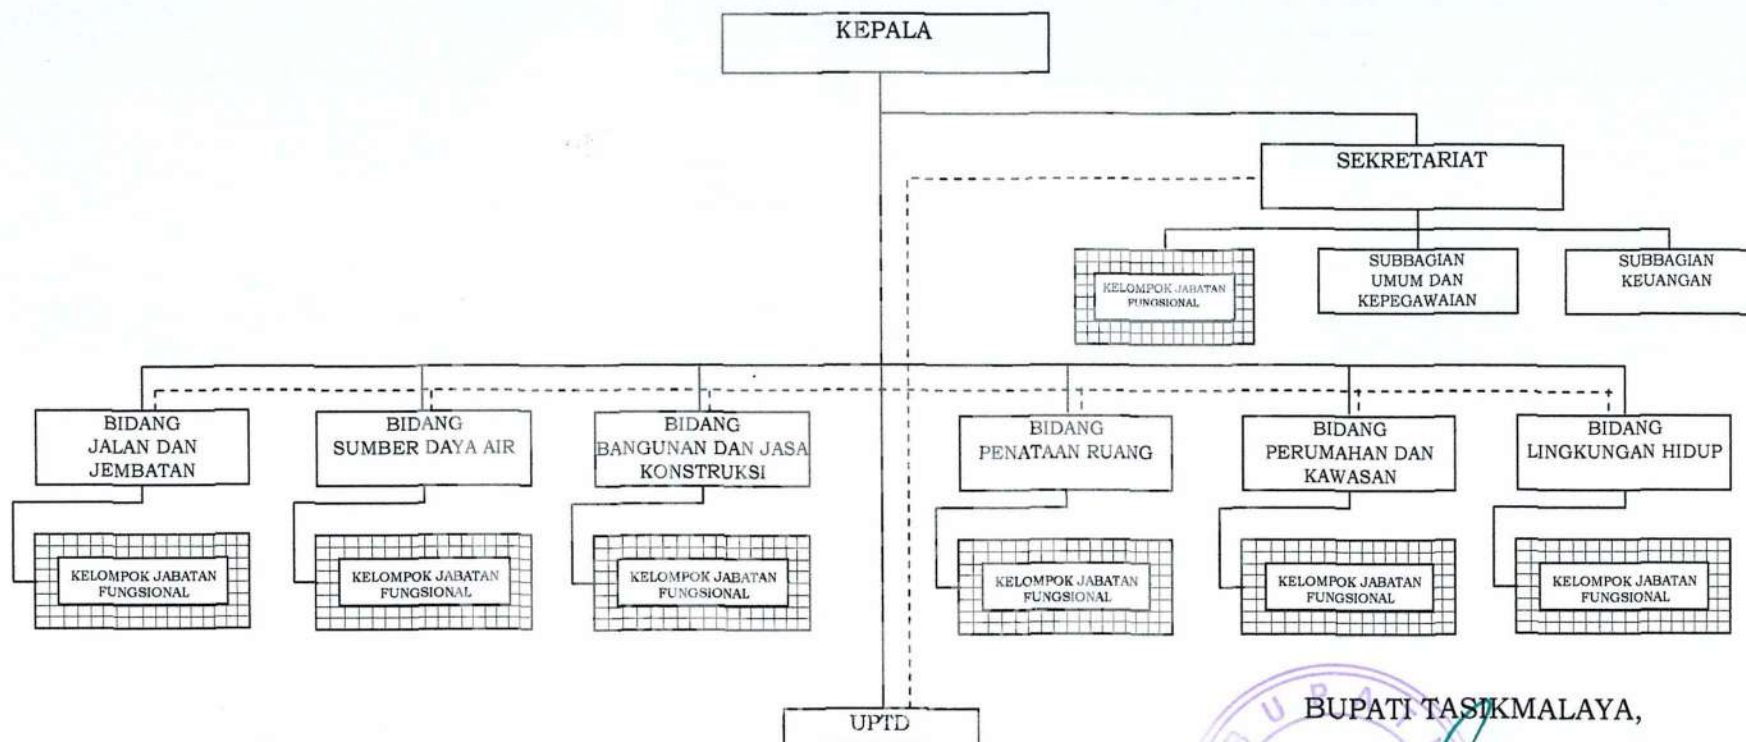 KEPALA
SEKRETARIAT
KELOMPOK JABATAN
FUNGSIONAL
SUBBAGIAN
UMUM DAN
KEPEGAWAIAN
SUBBAGIAN
KEUANGAN
BIDANG
JALAN DAN
JEMBATAN
BIDANG
SUMBER DAYA AIR
BIDANG
BANGUNAN DAN JASA
KONSTRUKSI
BIDANG
PENATAAN RUANG
BIDANG
PERUMAHAN DAN
KAWASAN
BIDANG
LINGKUNGAN HIDUP
KELOMPOK JABATAN
FUNGSIONAL
KELOMPOK JABATAN
FUNGSIONAL
KELOMPOK JABATAN
FUNGSIONAL
KELOMPOK JABATAN
FUNGSIONAL
KELOMPOK JABATAN
FUNGSIONAL
KELOMPOK JABATAN
FUNGSIONAL
UPTD
BUPATI TASIKMALAYA,